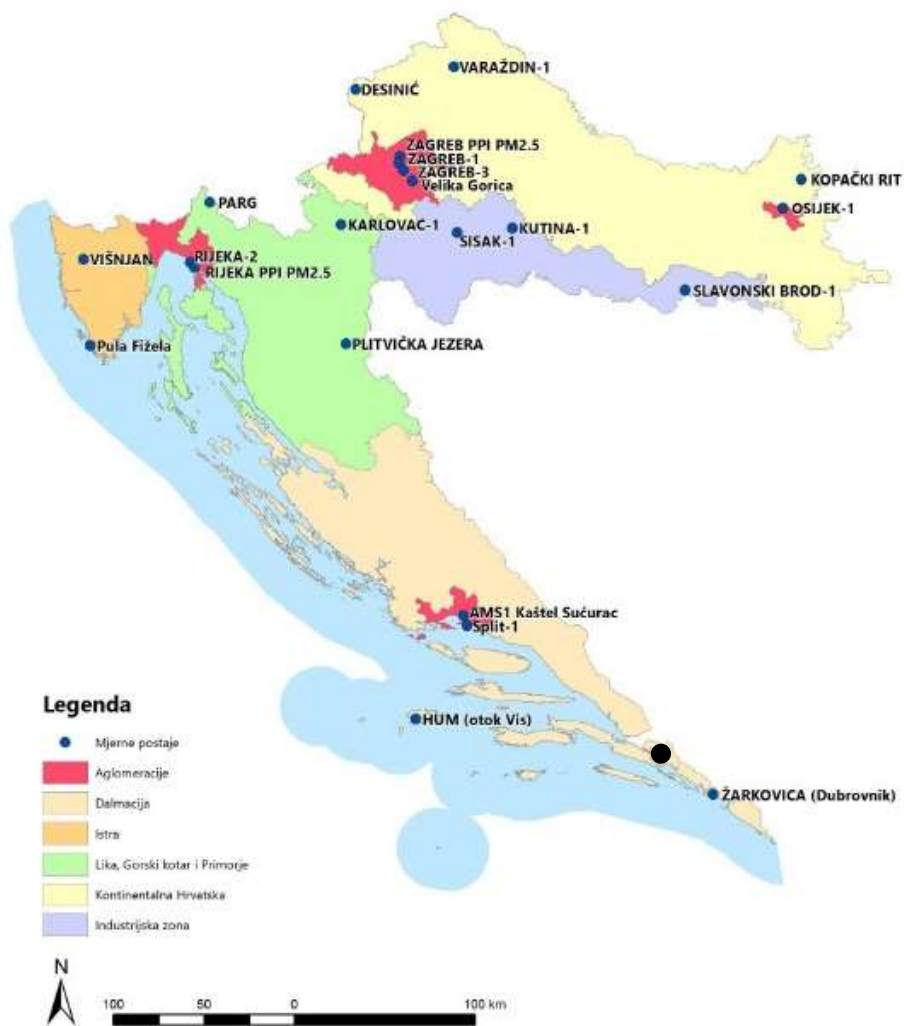 VARAŽDIN-1
DESINIĆ
ZAGREB PPI PM2.5
ZAGREB-1
ZAGREB-3
Velika Gorica
KOPAČKI RIT
OSIJEK-1
PARG
KARLOVAC-1
KUTINA-1
SISAK-1
VIŠNJAN
RIJEKA-2
RIJEKA PPI PM2.5
SLAVONSKI BROD-1
Pula Fižela
PLITVIČKA JEZERA
AMS1 Kaštel Sućurac
Split-1
HUM (otok Vis)
ŽARKOVICA (Dubrovnik)
Legenda
Mjerne postaje
Aglomeracije
Dalmacija
Istra
Lika, Gorski kotar i Primorje
Kontinentalna Hrvatska
Industrijska zona
N
100 50 0 100 km